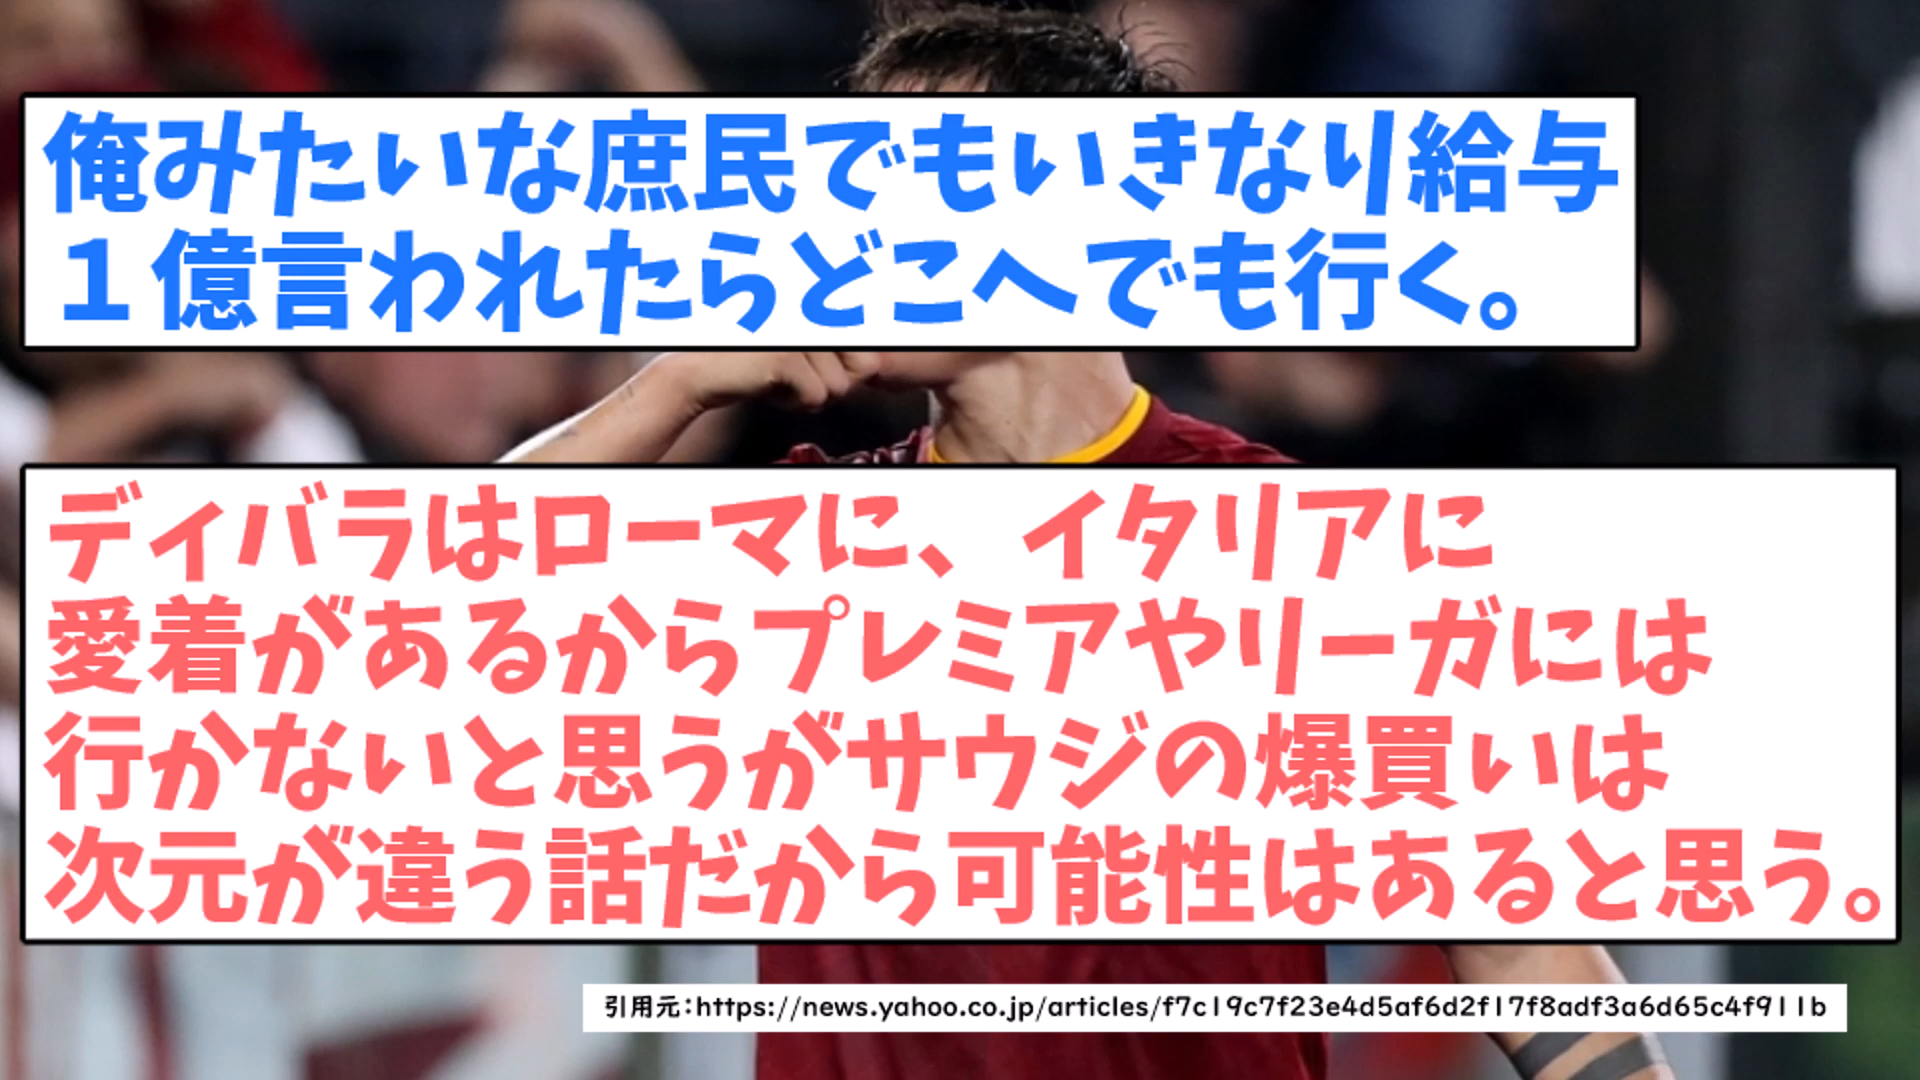 俺みたいな庶民でもいきなり給与
１億言われたらどこへでも行く。
ディバラはローマに、イタリアに
愛着があるからプレミアやリーガには
行かないと思うがサウジの爆買いは
次元が違う話だから可能性はあると思う。
引用元：https://news.yahoo.co.jp/articles/f7c19c7f23e4d5af6d2f17f8adf3a6d65c4f911b